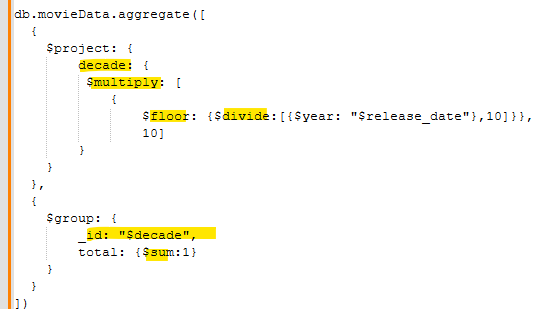 db.movieData.aggregate([
{
$project: {
decade: {
$multiply: [
{
$floor: {$divide:[{$year: "$release_date"},10]}},
10]
}
}
},
{
$group: {
_id: "$decade",
total: {$sum:1}
}
}
])